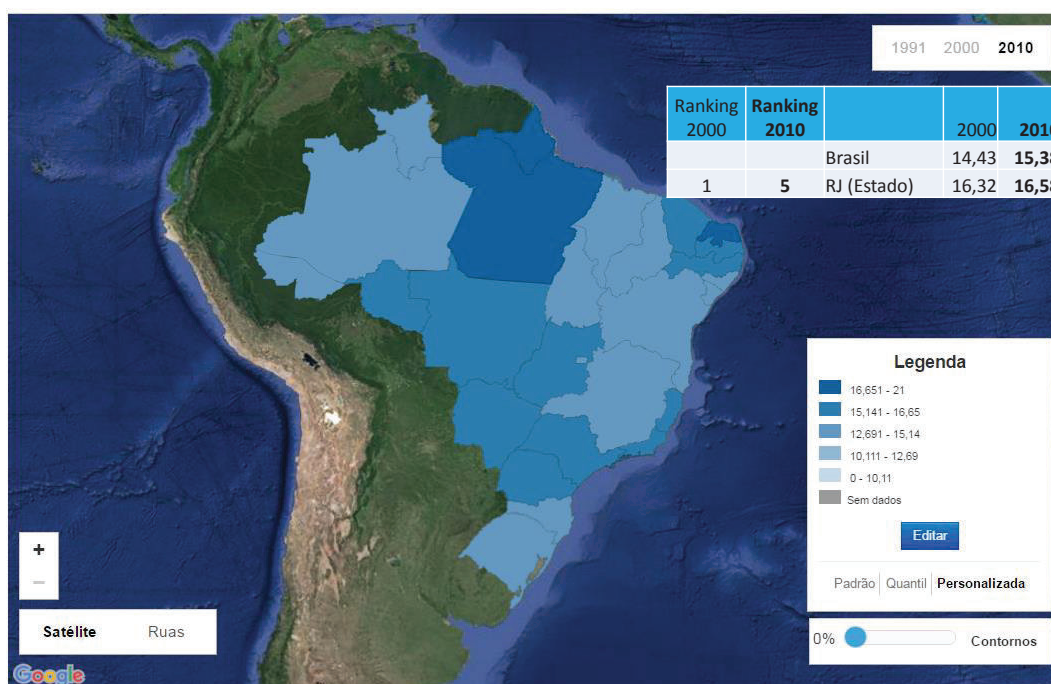 1991 2000 2010
Ranking 2000 Ranking 2010 2000
Brasil 14,43
1 5 RJ (Estado) 16,32
Legenda
16,651 - 21
15,141 - 16,65
12,691 - 15,14
10,111 - 12,69
0 - 10,11
Sem dados
Editar
Padrão Quantil Personalizada
0% Contornos
+
−
Satélite Ruas
Google